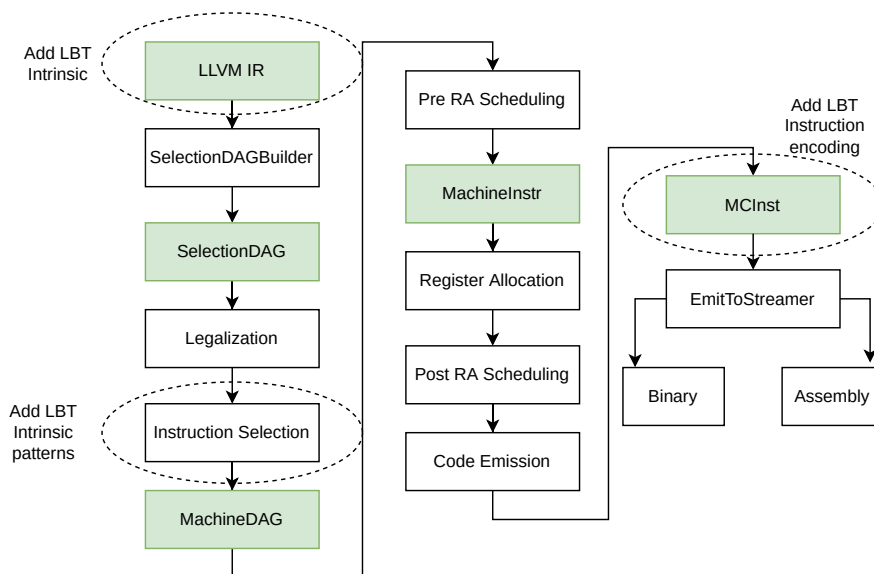 Add LBT
Intrinsic
LLVM IR
SelectionDAGBuilder
SelectionDAG
Legalization
Add LBT
Intrinsic
patterns
Instruction Selection
MachineDAG
Pre RA Scheduling
MachineInstr
Register Allocation
Post RA Scheduling
Code Emission
Add LBT
Instruction
encoding
MCInst
EmitToStreamer
Binary
Assembly